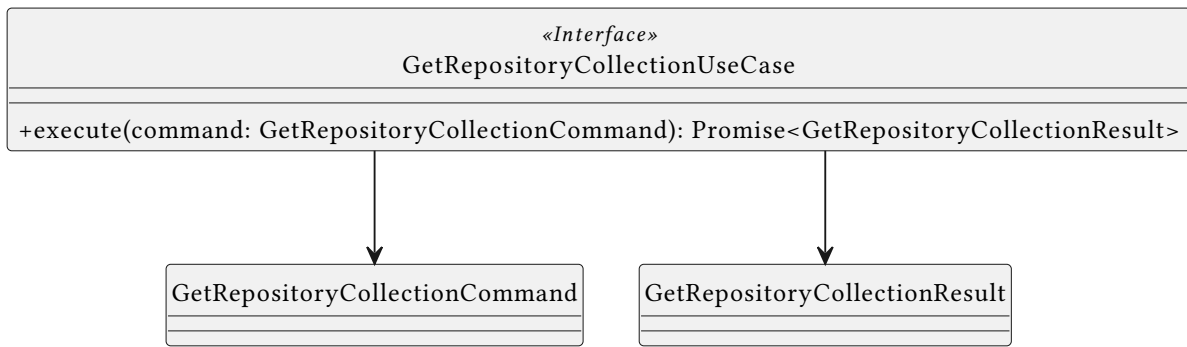 «Interface»
GetRepositoryCollectionUseCase
+execute(command: GetRepositoryCollectionCommand): Promise<GetRepositoryCollectionResult>
GetRepositoryCollectionCommand
GetRepositoryCollectionResult